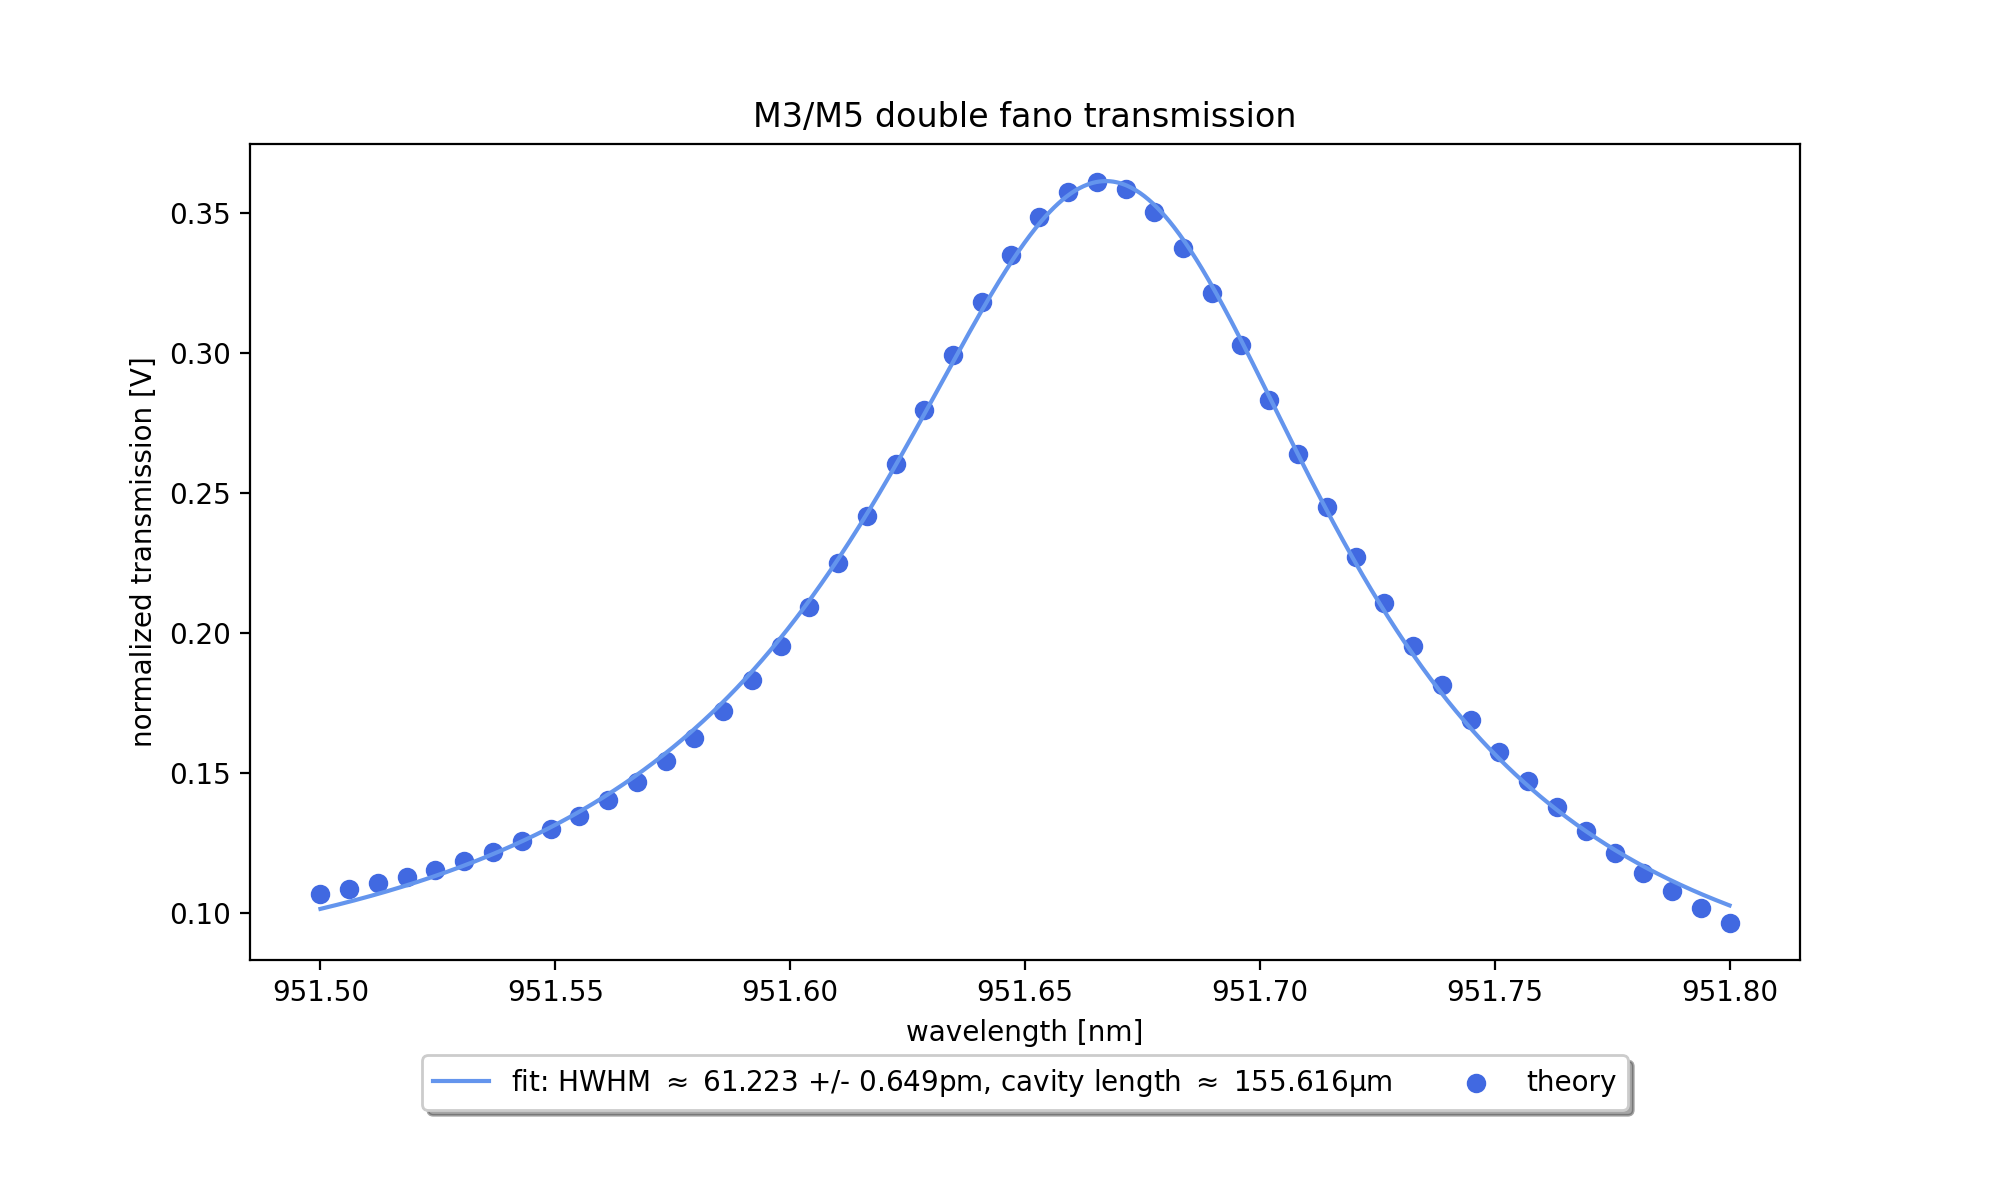 M3/M5 double fano transmission
normalized transmission [V]
0.35
0.30
0.25
0.20
0.15
0.10
951.50 951.55 951.60 951.65 951.70 951.75 951.80
wavelength [nm]
fit: HWHM ≈ 61.223 +/- 0.649pm, cavity length ≈ 155.616μm theory